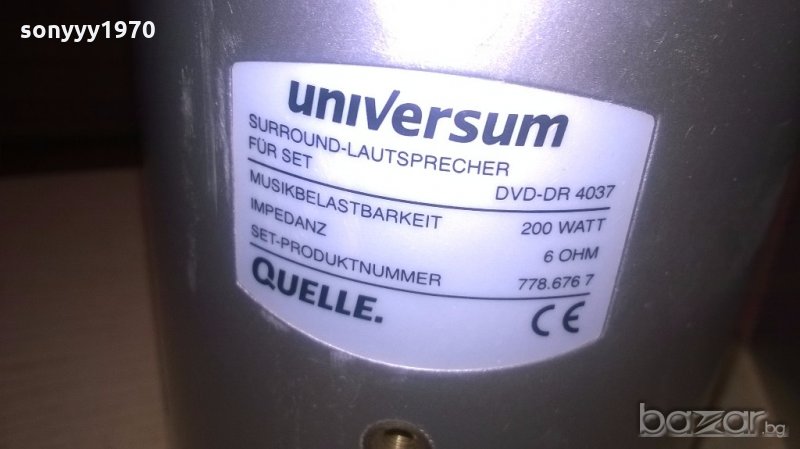 sonyyy1970
universum
SURROUND-LAUTSPRECHER
FÜR SET DVD-DR 4037
MUSIKBELASTBARKEIT 200 WATT
IMPEDANZ 6 OHM
SET-PRODUKTNUMMER 778.676 7
QUELLE. CE
bazar.bg